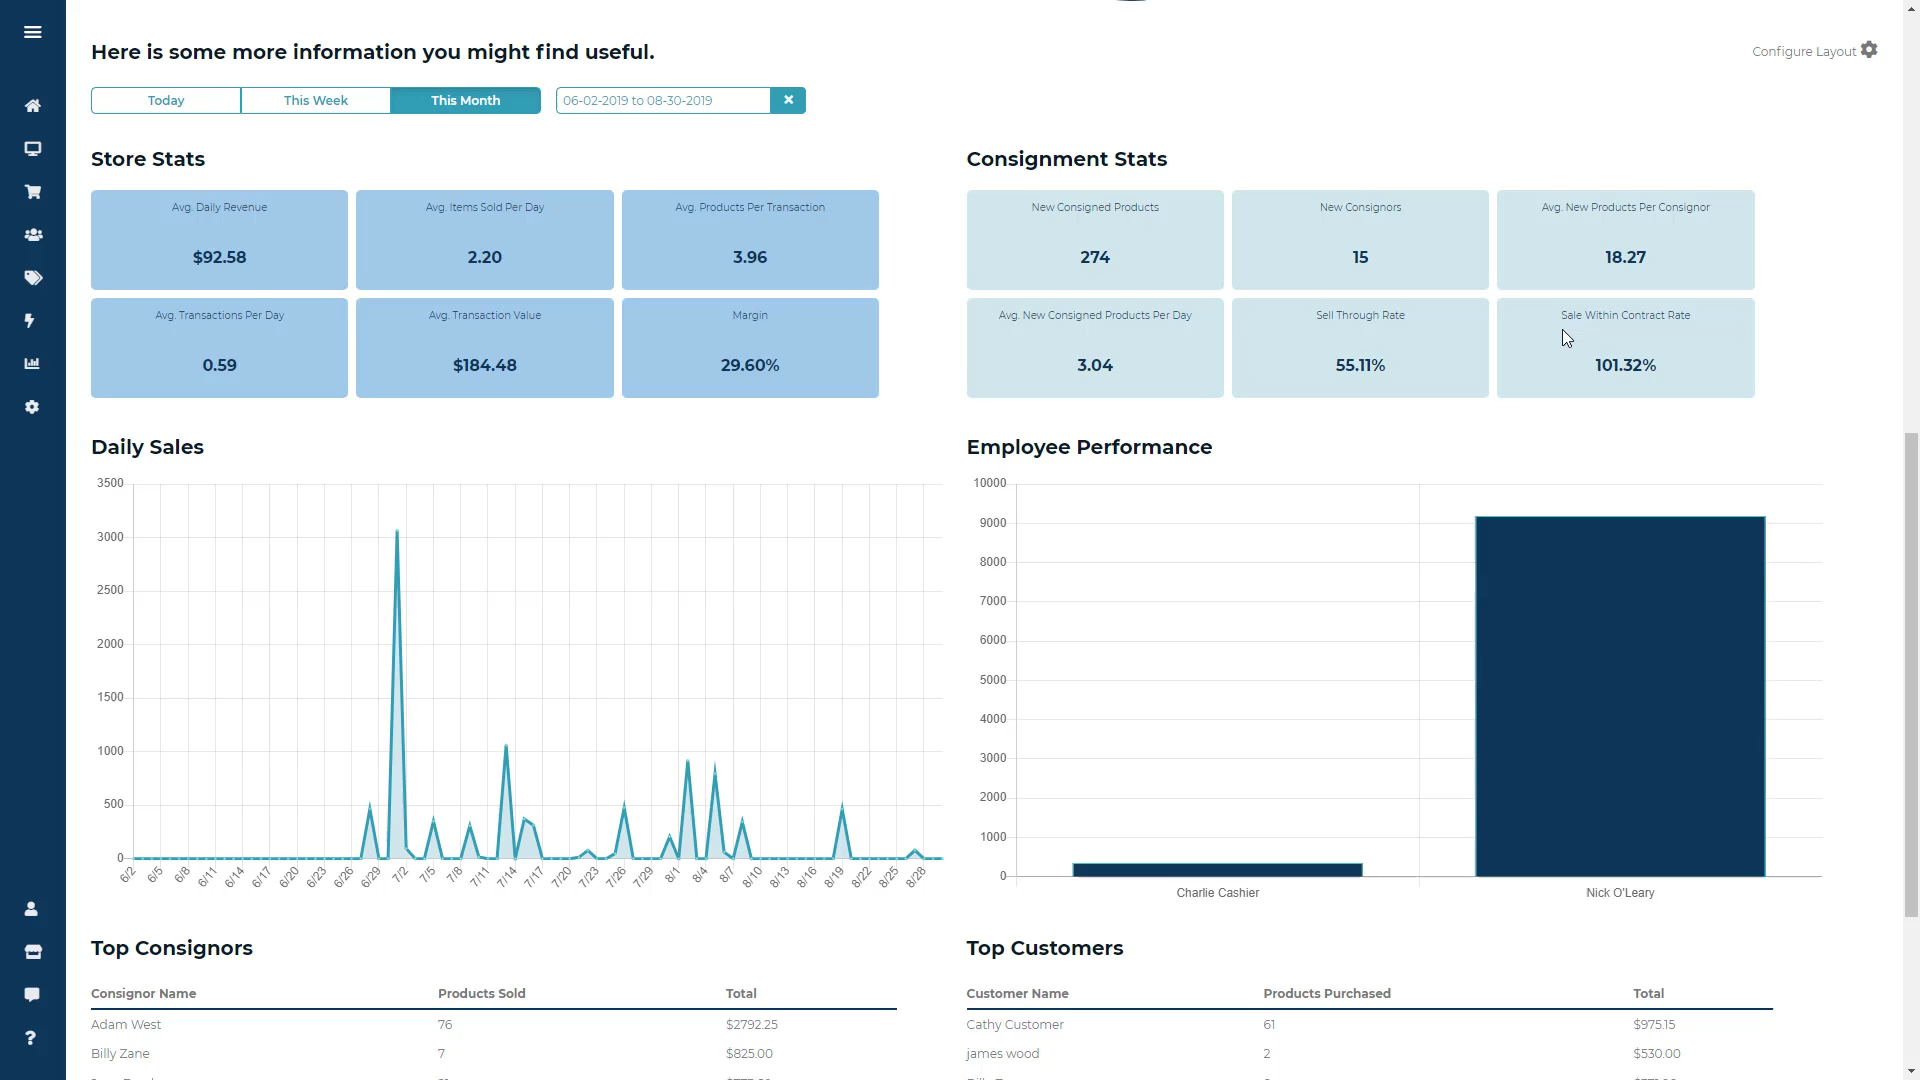 Here is some more information you might find useful.
Configure Layout
Today
This Week
This Month
06-02-2019 to 08-30-2019
Store Stats
Avg. Daily Revenue
$92.58
Avg. Items Sold Per Day
2.20
Avg. Products Per Transaction
3.96
Avg. Transactions Per Day
0.59
Avg. Transaction Value
$184.48
Margin
29.60%
Consignment Stats
New Consigned Products
274
New Consignors
15
Avg. New Products Per Consignor
18.27
Avg. New Consigned Products Per Day
3.04
Sell Through Rate
55.11%
Sale Within Contract Rate
101.32%
Daily Sales
3500
3000
2500
2000
1500
1000
500
0
6/2
6/5
6/8
6/11
6/14
6/17
6/20
6/23
6/26
6/29
7/2
7/5
7/8
7/11
7/14
7/17
7/20
7/23
7/26
7/29
8/1
8/4
8/7
8/10
8/13
8/16
8/19
8/22
8/25
8/28
Employee Performance
10000
9000
8000
7000
6000
5000
4000
3000
2000
1000
0
Charlie Cashier
Nick O'Leary
Top Consignors
Consignor Name Products Sold Total
Adam West 76 $2792.25
Billy Zane 7 $825.00
Top Customers
Customer Name Products Purchased Total
Cathy Customer 61 $975.15
james wood 2 $530.00